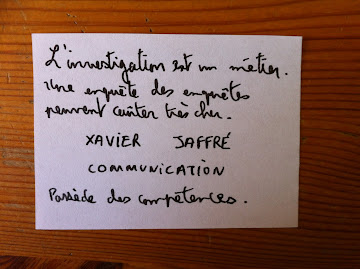 L'investigation est un métier.
Une enquête des enquêtes
peuvent coûter très cher.
XAVIER JAFFRÉ
COMMUNICATION
Possède des compétences.